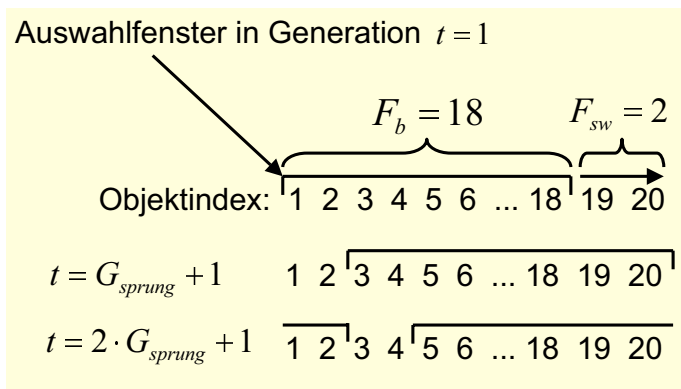 Auswahlfenster in Generation t = 1
F_b = 18 F_sw = 2
Objektindex: 1 2 3 4 5 6 ... 18 19 20
t = G_sprung + 1 1 2 3 4 5 6 ... 18 19 20
t = 2 · G_sprung + 1 1 2 3 4 5 6 ... 18 19 20